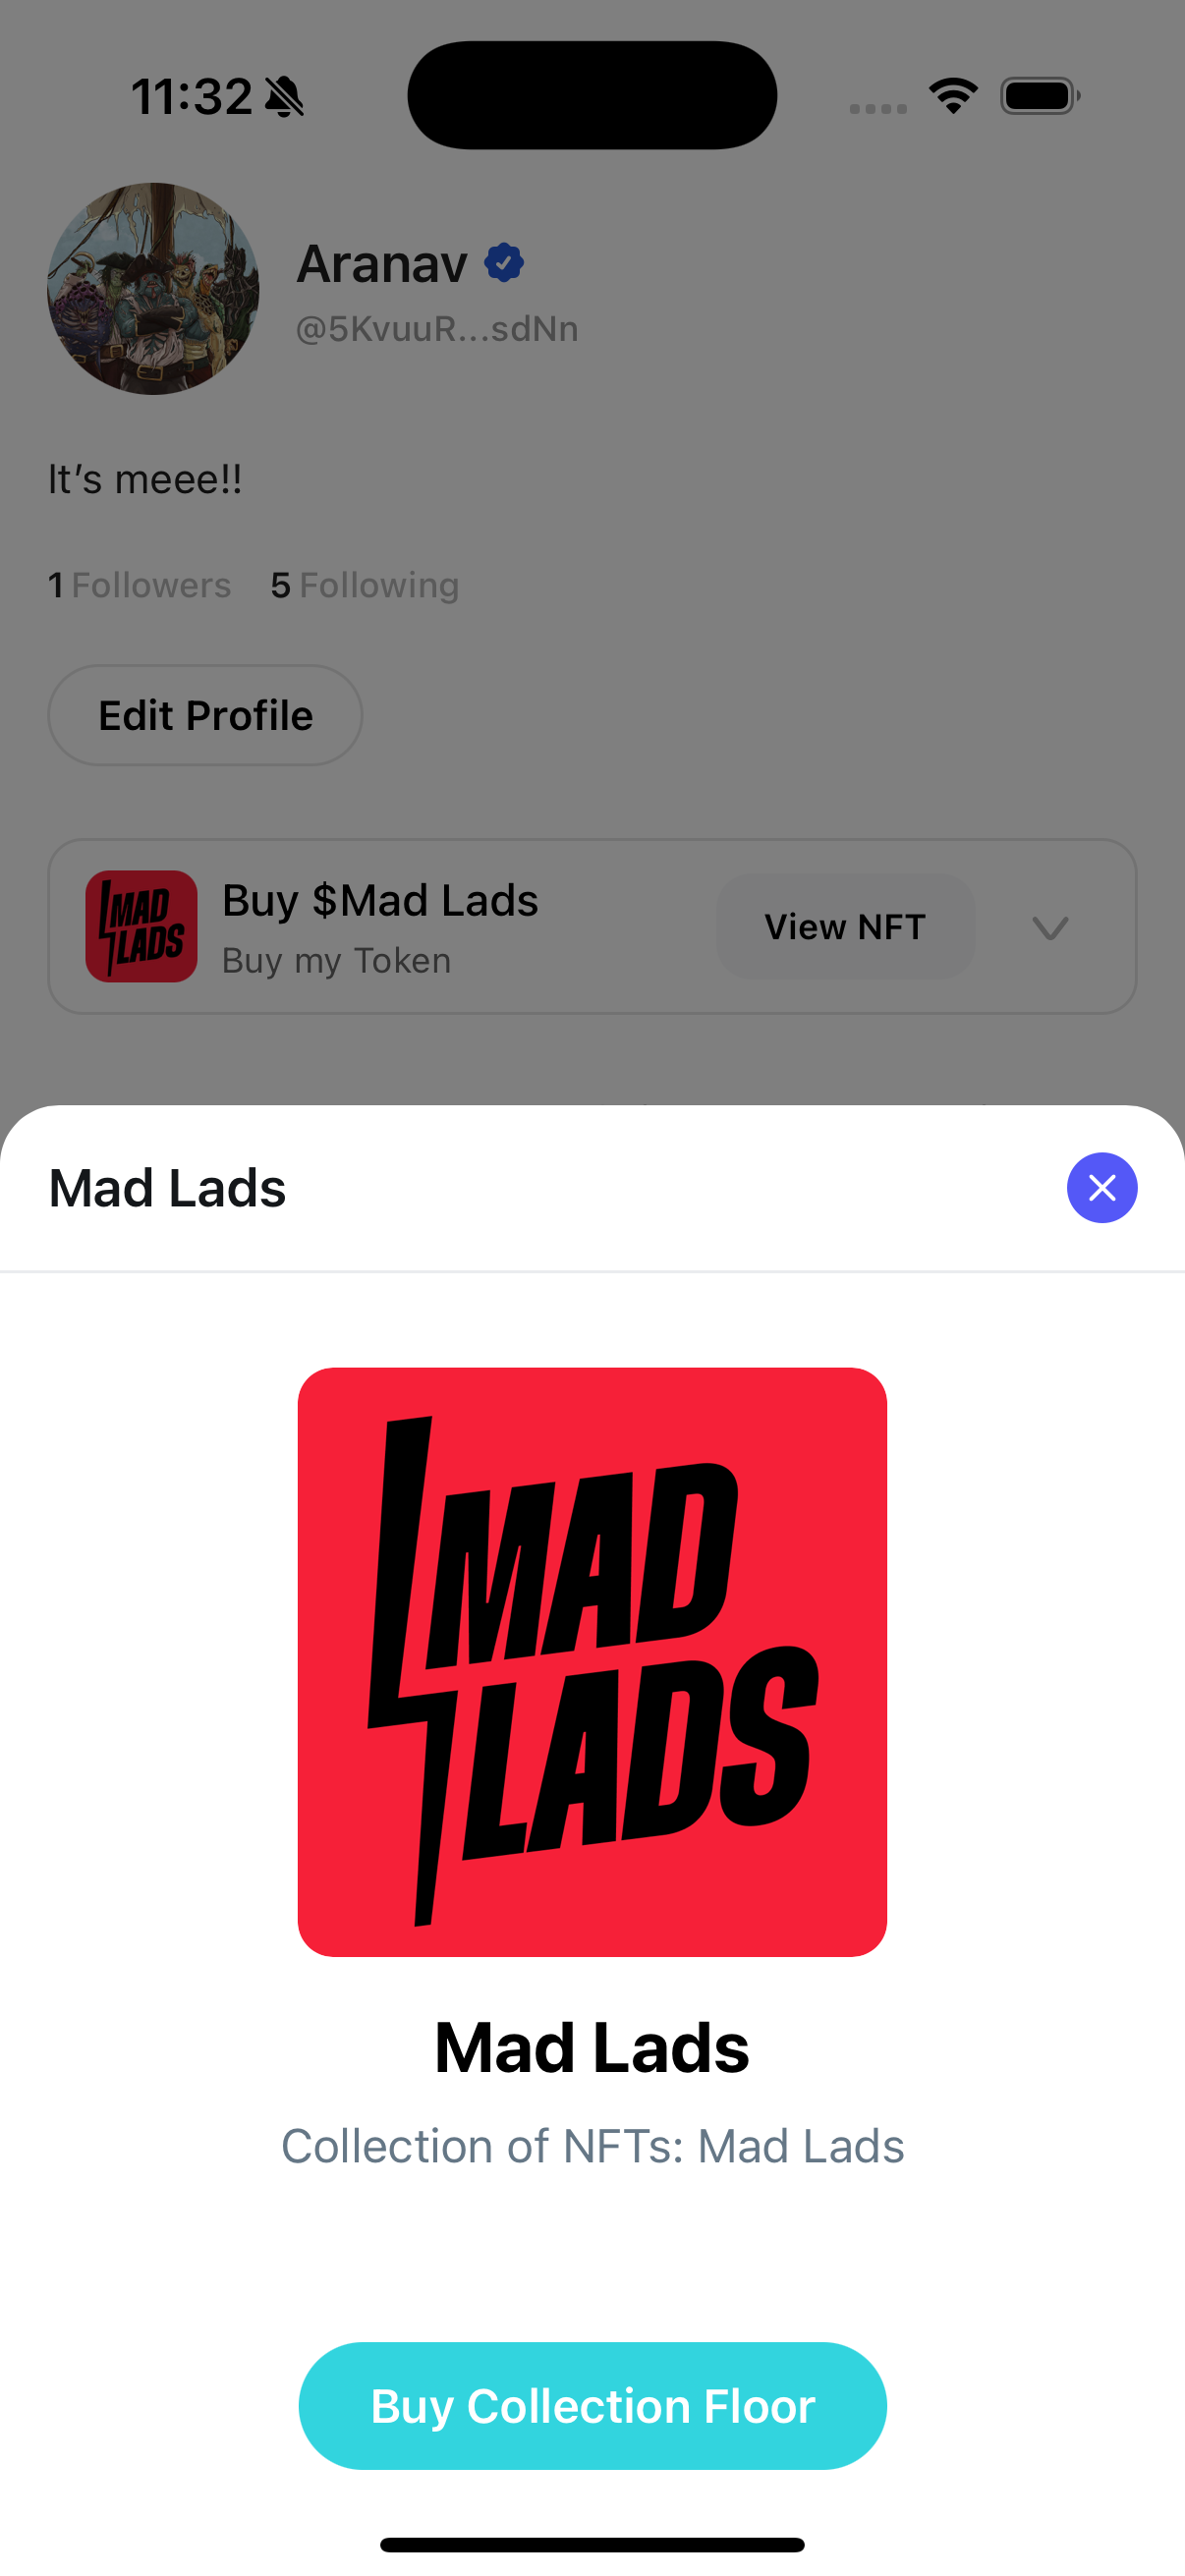 11:32
Aranav
@5KvuuR...sdNn
It’s meee!!
1 Followers 5 Following
Edit Profile
MAD
LADS
Buy $Mad Lads
Buy my Token
View NFT
Mad Lads
MAD
LADS
Mad Lads
Collection of NFTs: Mad Lads
Buy Collection Floor